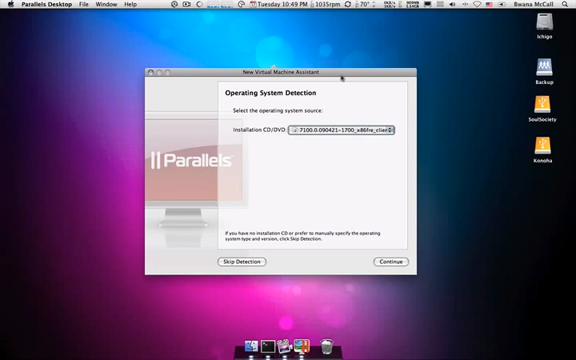 Parallels Desktop File Window Help
Tuesday 10:49 PM
1035rpm
70°
Bwana McCall
New Virtual Machine Assistant
Operating System Detection
Select the operating system source:
Installation CD/DVD: 7100.0.090421-1700_x86fre_clien
|| Parallels
If you have no installation CD or prefer to manually specify the operating
system type and version, click Skip Detection.
Skip Detection
Continue
Ichigo
Backup
SoulSociety
Konoha